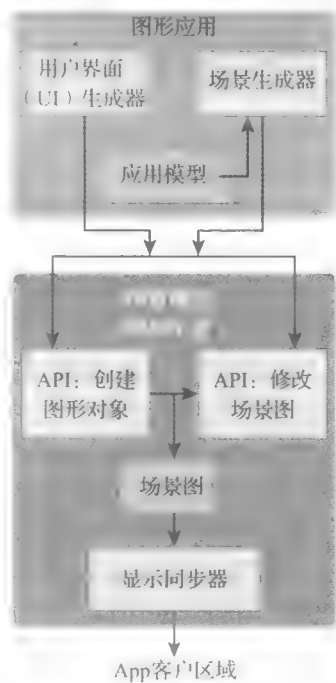 图形应用
用户界面
（UI）生成器
场景生成器
应用模型
API：创建
图形对象
API：修改
场景图
场景图
显示同步器
App客户区域